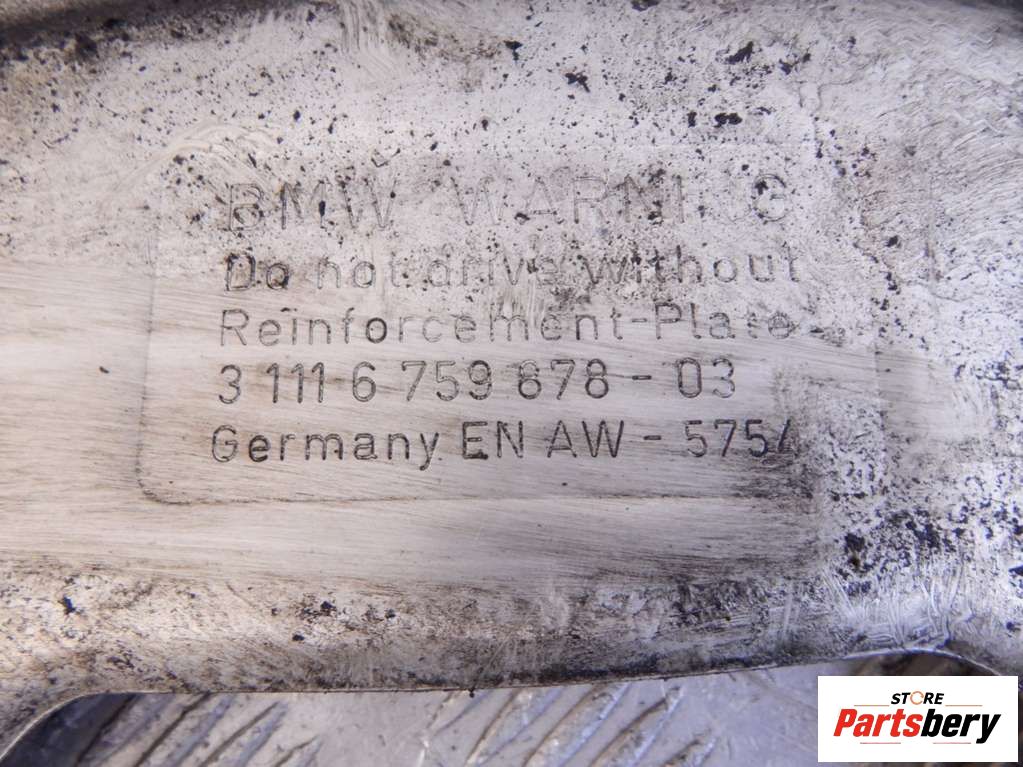 BMW WARNING
Do not drive without
Reinforcement-Plate
3 111 6 759 878 - 03
Germany EN AW - 5754
STORE
Partsbery